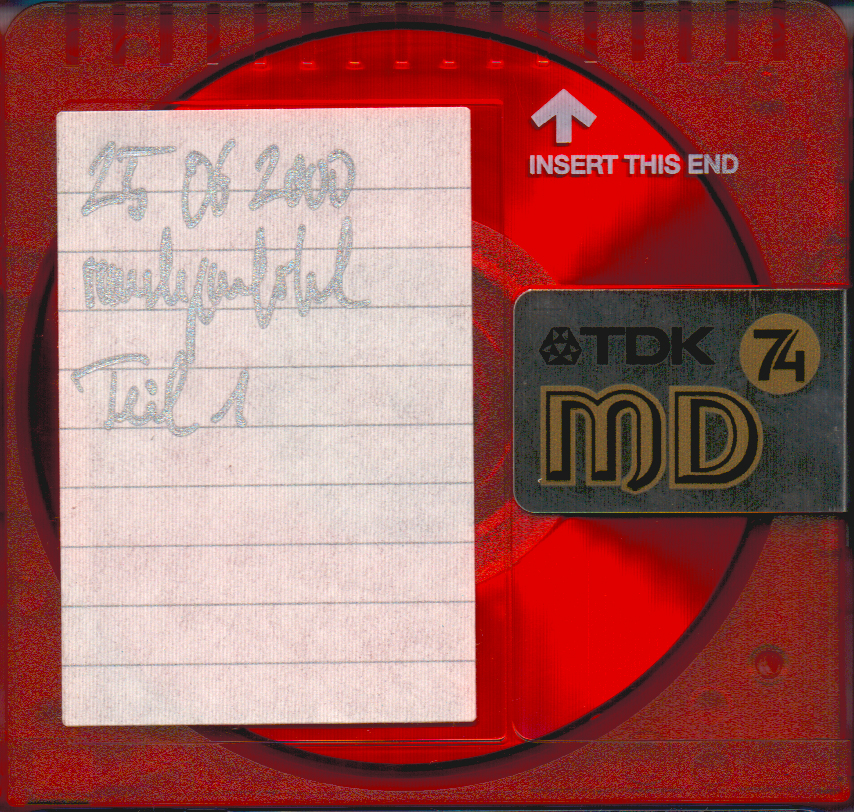 25 06 2000
Teil 1
INSERT THIS END
TDK
74
MD